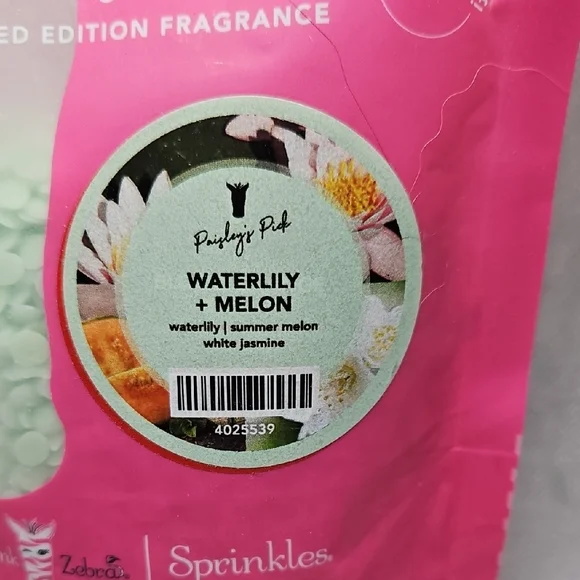 ED EDITION FRAGRANCE
Paisley's Pick
WATERLILY
+ MELON
waterlily | summer melon
white jasmine
4025539
Zebra® | Sprinkles®